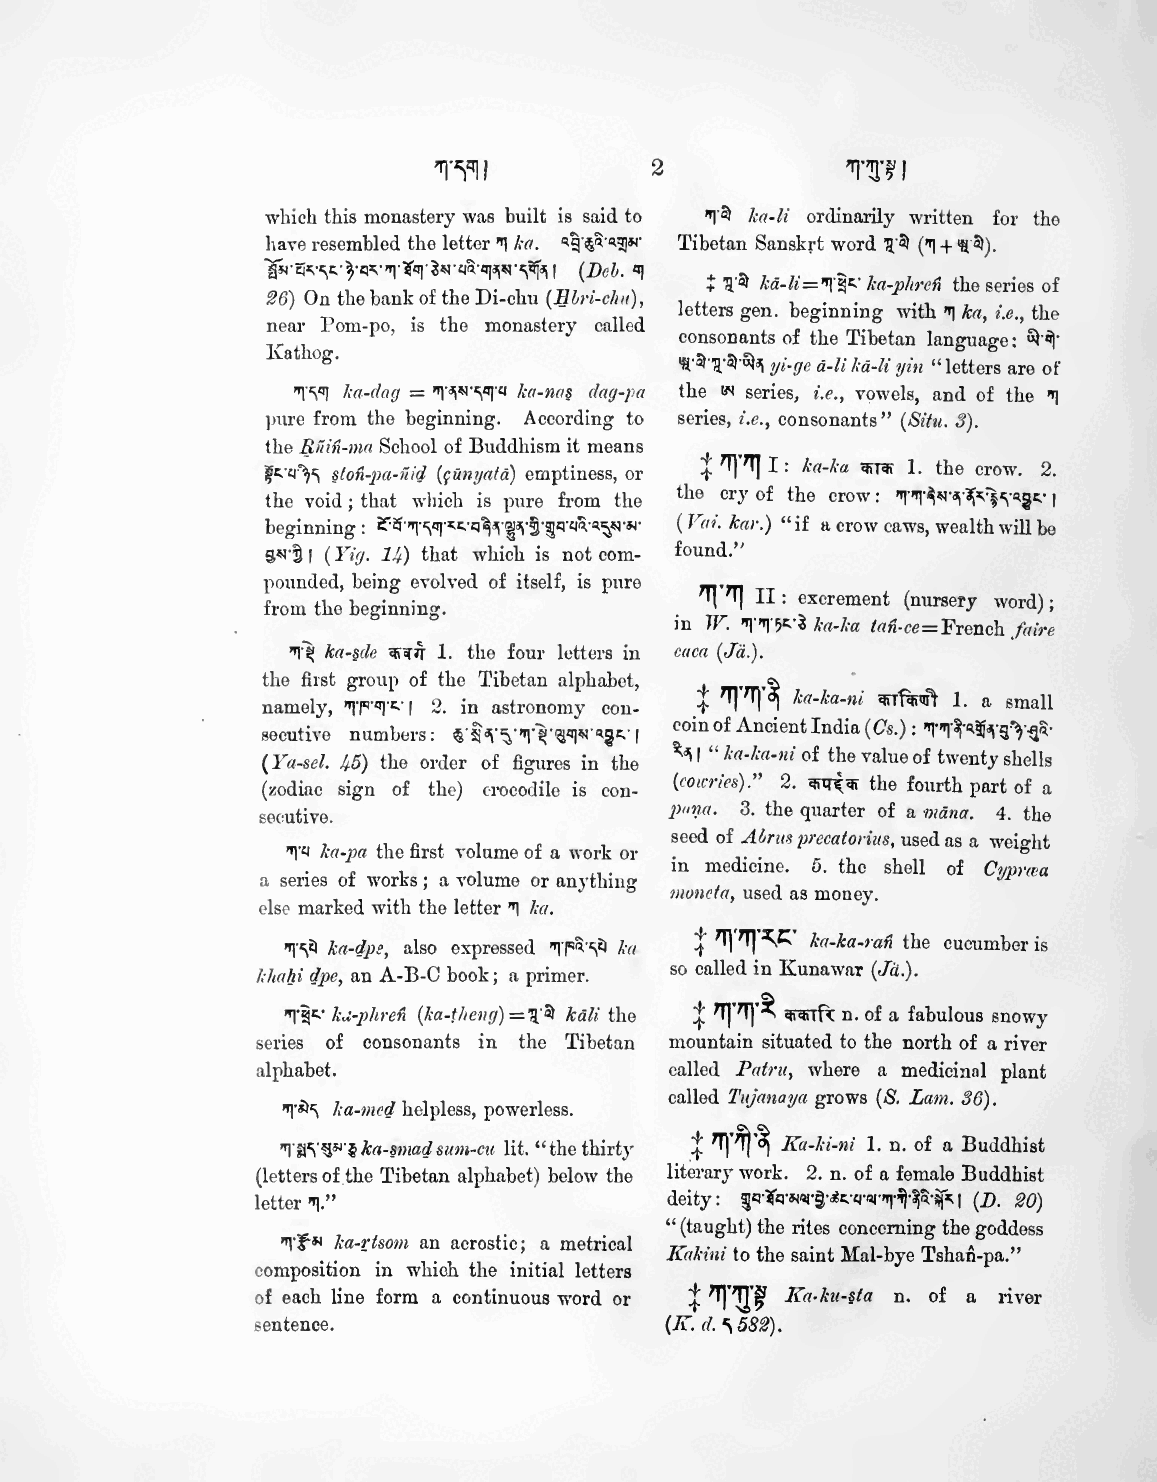 ཀ་དག།
2
ཀ་ཀུ་སྟ།
which this monastery was built is said to
have resembled the letter ཀ ka. འབྲི་ཆུའི་འགྲམ་
སྤོམ་པོར་དང་ཉེ་བར་ཀ་ཐོག་ཅེས་པའི་གནས་དགོན། (Deb. ག
26) On the bank of the Di-chu (Hbri-chu),
near Pom-po, is the monastery called
Kathog.
ཀ་དག ka-dag = ཀ་ནས་དག་པ ka-nas dag-pa
pure from the beginning. According to
the Rñiń-ma School of Buddhism it means
སྟོང་པ་ཉིད stoń-pa-ñid (çūnyatā) emptiness, or
the void; that which is pure from the
beginning: ངོ་བོ་ཀ་དག་རང་བཞིན་ལྷུན་གྱི་གྲུབ་པའི་འདུས་མ་
བྱས་ཏེ། (Yig. 14) that which is not com-
pounded, being evolved of itself, is pure
from the beginning.
ཀ་སྡེ ka-sde कवर्ग 1. the four letters in
the first group of the Tibetan alphabet,
namely, ཀ་ཁ་ག་ང་། 2. in astronomy con-
secutive numbers: ཆུ་སྲིན་དུ་ཀ་སྡེ་ལུགས་འབྱུང་།
(Ya-sel. 45) the order of figures in the
(zodiac sign of the) crocodile is con-
secutive.
ཀ་པ ka-pa the first volume of a work or
a series of works; a volume or anything
else marked with the letter ཀ ka.
ཀ་དཔེ ka-dpe, also expressed ཀ་ཁའི་དཔེ ka
khahi dpe, an A-B-C book; a primer.
ཀ་ཕྲེང་ ka-phreń (ka-theng)=ཀཱ་ལི kāli the
series of consonants in the Tibetan
alphabet.
ཀ་མེད ka-med helpless, powerless.
ཀ་སྨད་སུམ་ཅུ ka-smad sum-cu lit. "the thirty
(letters of the Tibetan alphabet) below the
letter ཀ."
ཀ་རྩོམ ka-rtsom an acrostic; a metrical
composition in which the initial letters
of each line form a continuous word or
sentence.
ཀ་ལི ka-li ordinarily written for the
Tibetan Sanskṛt word ཀཱ་ལི (ཀ+ཨཱ་ལི).
‡ ཀཱ་ལི kā-li=ཀ་ཕྲེང་ ka-phreń the series of
letters gen. beginning with ཀ ka, i.e., the
consonants of the Tibetan language: ཡི་གེ་
ཨཱ་ལི་ཀཱ་ལི་ཡིན yi-ge ā-li kā-li yin "letters are of
the ཨ series, i.e., vowels, and of the ཀ
series, i.e., consonants" (Situ. 3).
‡ ཀ་ཀ I: ka-ka काक 1. the crow. 2.
the cry of the crow: ཀ་ཀ་ཞེས་ན་ནོར་རྙེད་འབྱུང་།
(Vai. kar.) "if a crow caws, wealth will be
found."
ཀ་ཀ II: excrement (nursery word);
in W. ཀ་ཀ་ཏང་ཅེ ka-ka tań-ce=French faire
caca (Jä.).
‡ ཀ་ཀ་ནི ka-ka-ni काकिणी 1. a small
coin of Ancient India (Cs.): ཀ་ཀ་ནི་འགྲོན་བུ་ཉི་ཤུའི་
རིན། "ka-ka-ni of the value of twenty shells
(cowries)." 2. कपर्द्दक the fourth part of a
paṇa. 3. the quarter of a māna. 4. the
seed of Abrus precatorius, used as a weight
in medicine. 5. the shell of Cypræa
moneta, used as money.
‡ ཀ་ཀ་རང་ ka-ka-rań the cucumber is
so called in Kunawar (Jä.).
‡ ཀ་ཀ་རི ककारि n. of a fabulous snowy
mountain situated to the north of a river
called Patru, where a medicinal plant
called Tujanaya grows (S. Lam. 36).
‡ ཀ་ཀི་ནི Ka-ki-ni 1. n. of a Buddhist
literary work. 2. n. of a female Buddhist
deity: གྲུབ་ཐོབ་མལ་བྱེ་ཚང་པ་ལ་ཀ་ཀི་ནིའི་སྐོར། (D. 20)
"(taught) the rites concerning the goddess
Kakini to the saint Mal-bye Tshań-pa."
‡ ཀ་ཀུ་སྟ Ka-ku-sta n. of a river
(K. d. ད 582).